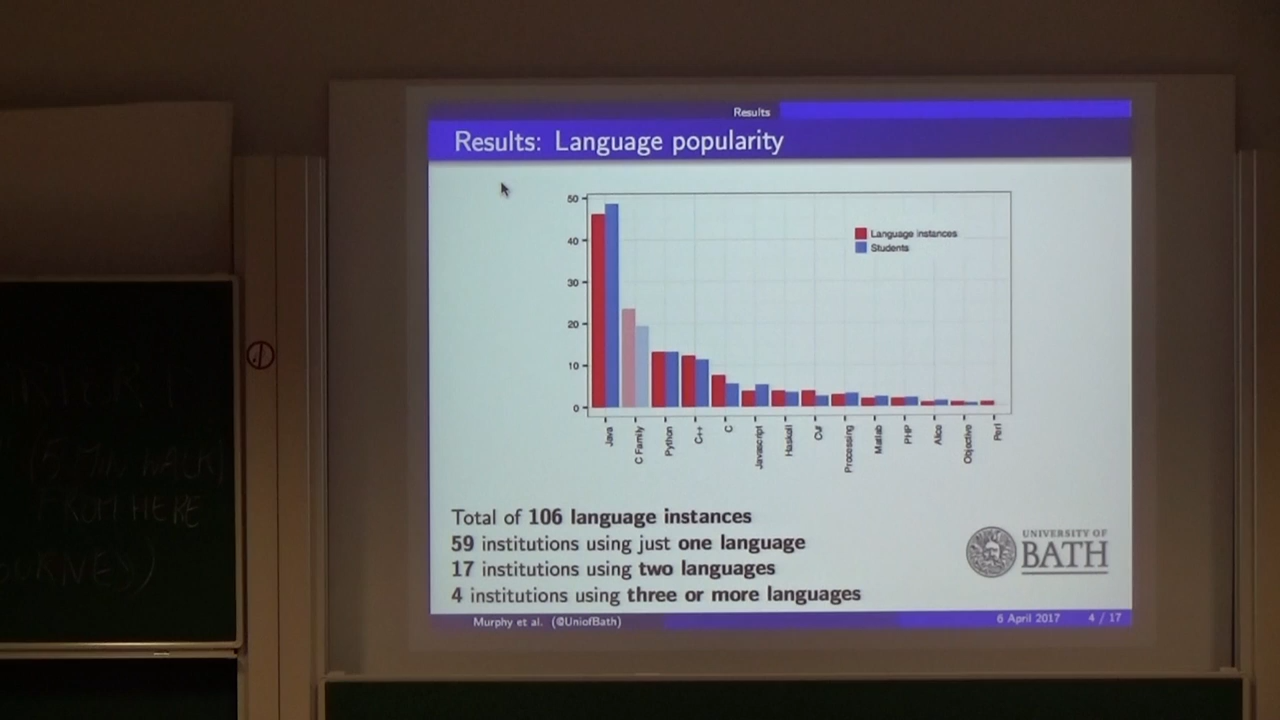 Results
Results: Language popularity
50
40
30
20
10
0
Language instances
Students
Java
C Family
Python
C++
C
Javascript
Haskell
C#
Processing
Matlab
PHP
Alice
Objective
Perl
Total of 106 language instances
59 institutions using just one language
17 institutions using two languages
4 institutions using three or more languages
UNIVERSITY OF
BATH
Murphy et al. (@UniofBath)
6 April 2017
4 / 17
FROM HERE